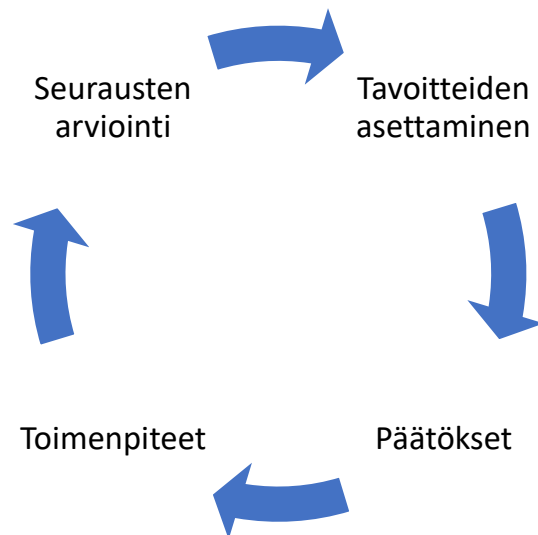 Seurausten
arviointi
Tavoitteiden
asettaminen
Toimenpiteet
Päätökset